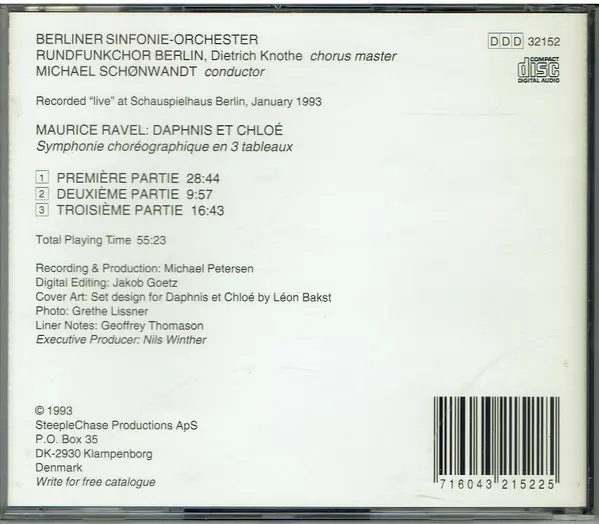 BERLINER SINFONIE-ORCHESTER
RUNDFUNKCHOR BERLIN, Dietrich Knothe chorus master
MICHAEL SCHØNWANDT conductor
DDD 32152
COMPACT
disc
DIGITAL AUDIO
Recorded "live" at Schauspielhaus Berlin, January 1993
MAURICE RAVEL: DAPHNIS ET CHLOÉ
Symphonie choréographique en 3 tableaux
1 PREMIÈRE PARTIE 28:44
2 DEUXIÈME PARTIE 9:57
3 TROISIÈME PARTIE 16:43
Total Playing Time 55:23
Recording & Production: Michael Petersen
Digital Editing: Jakob Goetz
Cover Art: Set design for Daphnis et Chloé by Léon Bakst
Photo: Grethe Lissner
Liner Notes: Geoffrey Thomason
Executive Producer: Nils Winther
© 1993
SteepleChase Productions ApS
P.O. Box 35
DK-2930 Klampenborg
Denmark
Write for free catalogue
716043 215225